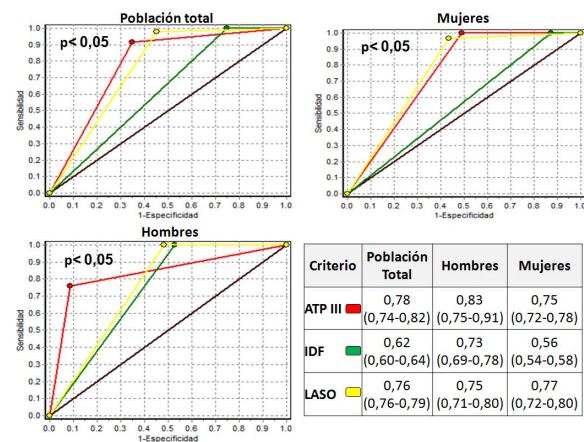 Población total
p< 0,05
Sensibilidad
1.0
0.9
0.8
0.7
0.6
0.5
0.4
0.3
0.2
0.1
0.0
0.0 0.1 0.2 0.3 0.4 0.5 0.6 0.7 0.8 0.9 1.0
1-Especificidad
Mujeres
p< 0,05
Sensibilidad
1.0
0.9
0.8
0.7
0.6
0.5
0.4
0.3
0.2
0.1
0.0
0.0 0.1 0.2 0.3 0.4 0.5 0.6 0.7 0.8 0.9 1.0
1-Especificidad
Hombres
p< 0,05
Sensibilidad
1.0
0.9
0.8
0.7
0.6
0.5
0.4
0.3
0.2
0.1
0.0
0.0 0.1 0.2 0.3 0.4 0.5 0.6 0.7 0.8 0.9 1.0
1-Especificidad
Criterio Población Total Hombres Mujeres
ATP III 0,78 0,83 0,75
(0,74-0,82) (0,75-0,91) (0,72-0,78)
IDF 0,62 0,73 0,56
(0,60-0,64) (0,69-0,78) (0,54-0,58)
LASO 0,76 0,75 0,77
(0,76-0,79) (0,71-0,80) (0,72-0,80)